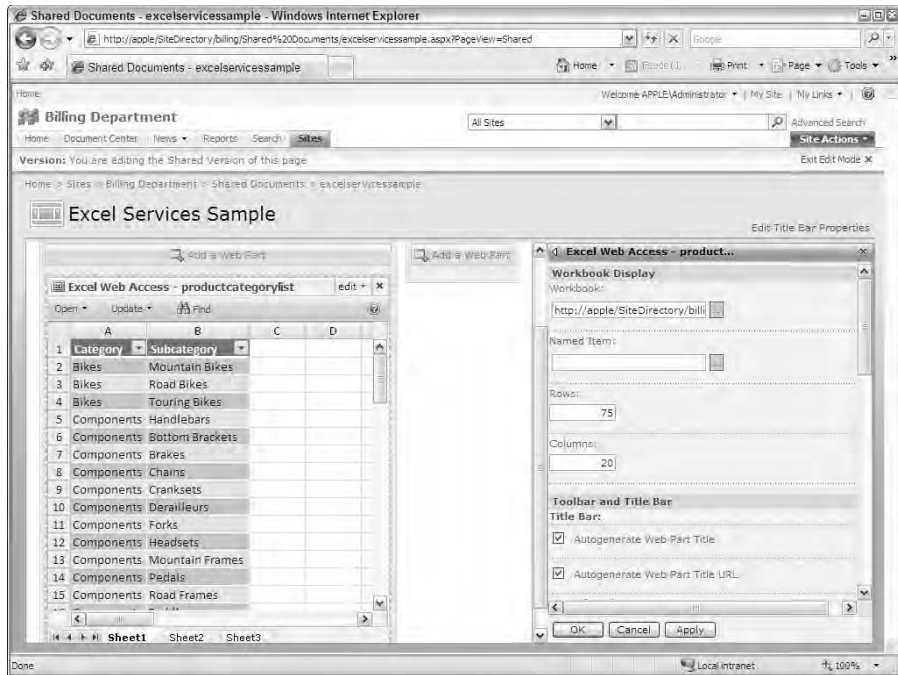 Shared Documents - excelservicessample - Windows Internet Explorer
http://apple/SiteDirectory/billing/Shared%20Documents/excelservicessample.aspx?PageView=Shared
Google
Shared Documents - excelservicessample
Home
Print
Page
Tools
Home
Welcome APPLE\Administrator | My Site | My Links
Billing Department
All Sites
Advanced Search
Home Document Center News Reports Search Sites
Site Actions
Version: You are editing the Shared Version of this page
Exit Edit Mode X
Home > Sites > Billing Department > Shared Documents > excelservicessample
Excel Services Sample
Edit Title Bar Properties
Add a Web Part
Add a Web Part
Excel Web Access - productcategorylist
edit
Open Update Find
A B C D
1 Category Subcategory
2 Bikes Mountain Bikes
3 Bikes Road Bikes
4 Bikes Touring Bikes
5 Components Handlebars
6 Components Bottom Brackets
7 Components Brakes
8 Components Chains
9 Components Cranksets
10 Components Derailleurs
11 Components Forks
12 Components Headsets
13 Components Mountain Frames
14 Components Pedals
15 Components Road Frames
Sheet1 Sheet2 Sheet3
Excel Web Access - product...
Workbook Display
Workbook:
http://apple/SiteDirectory/billi
Named Item:
Rows:
75
Columns:
20
Toolbar and Title Bar
Title Bar:
Autogenerate Web Part Title
Autogenerate Web Part Title URL
OK Cancel Apply
Done
Local intranet
100%